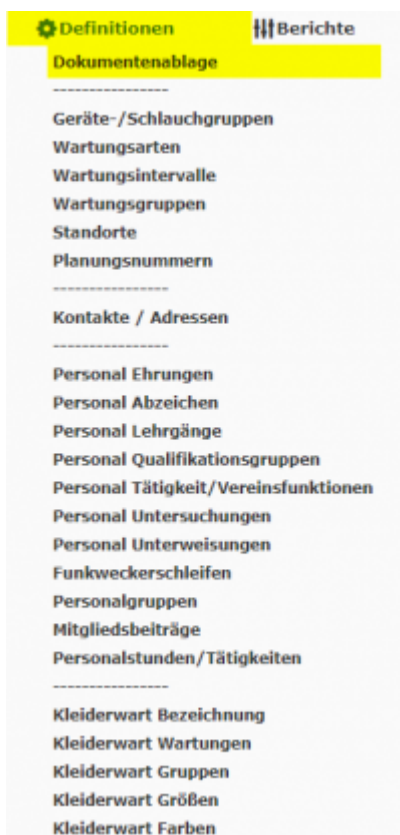 Definitionen Berichte
Dokumentenablage
----------------
Geräte-/Schlauchgruppen
Wartungsarten
Wartungsintervalle
Wartungsgruppen
Standorte
Planungsnummern
----------------
Kontakte / Adressen
----------------
Personal Ehrungen
Personal Abzeichen
Personal Lehrgänge
Personal Qualifikationsgruppen
Personal Tätigkeit/Vereinsfunktionen
Personal Untersuchungen
Personal Unterweisungen
Funkweckerschleifen
Personalgruppen
Mitgliedsbeiträge
Personalstunden/Tätigkeiten
----------------
Kleiderwart Bezeichnung
Kleiderwart Wartungen
Kleiderwart Gruppen
Kleiderwart Größen
Kleiderwart Farben